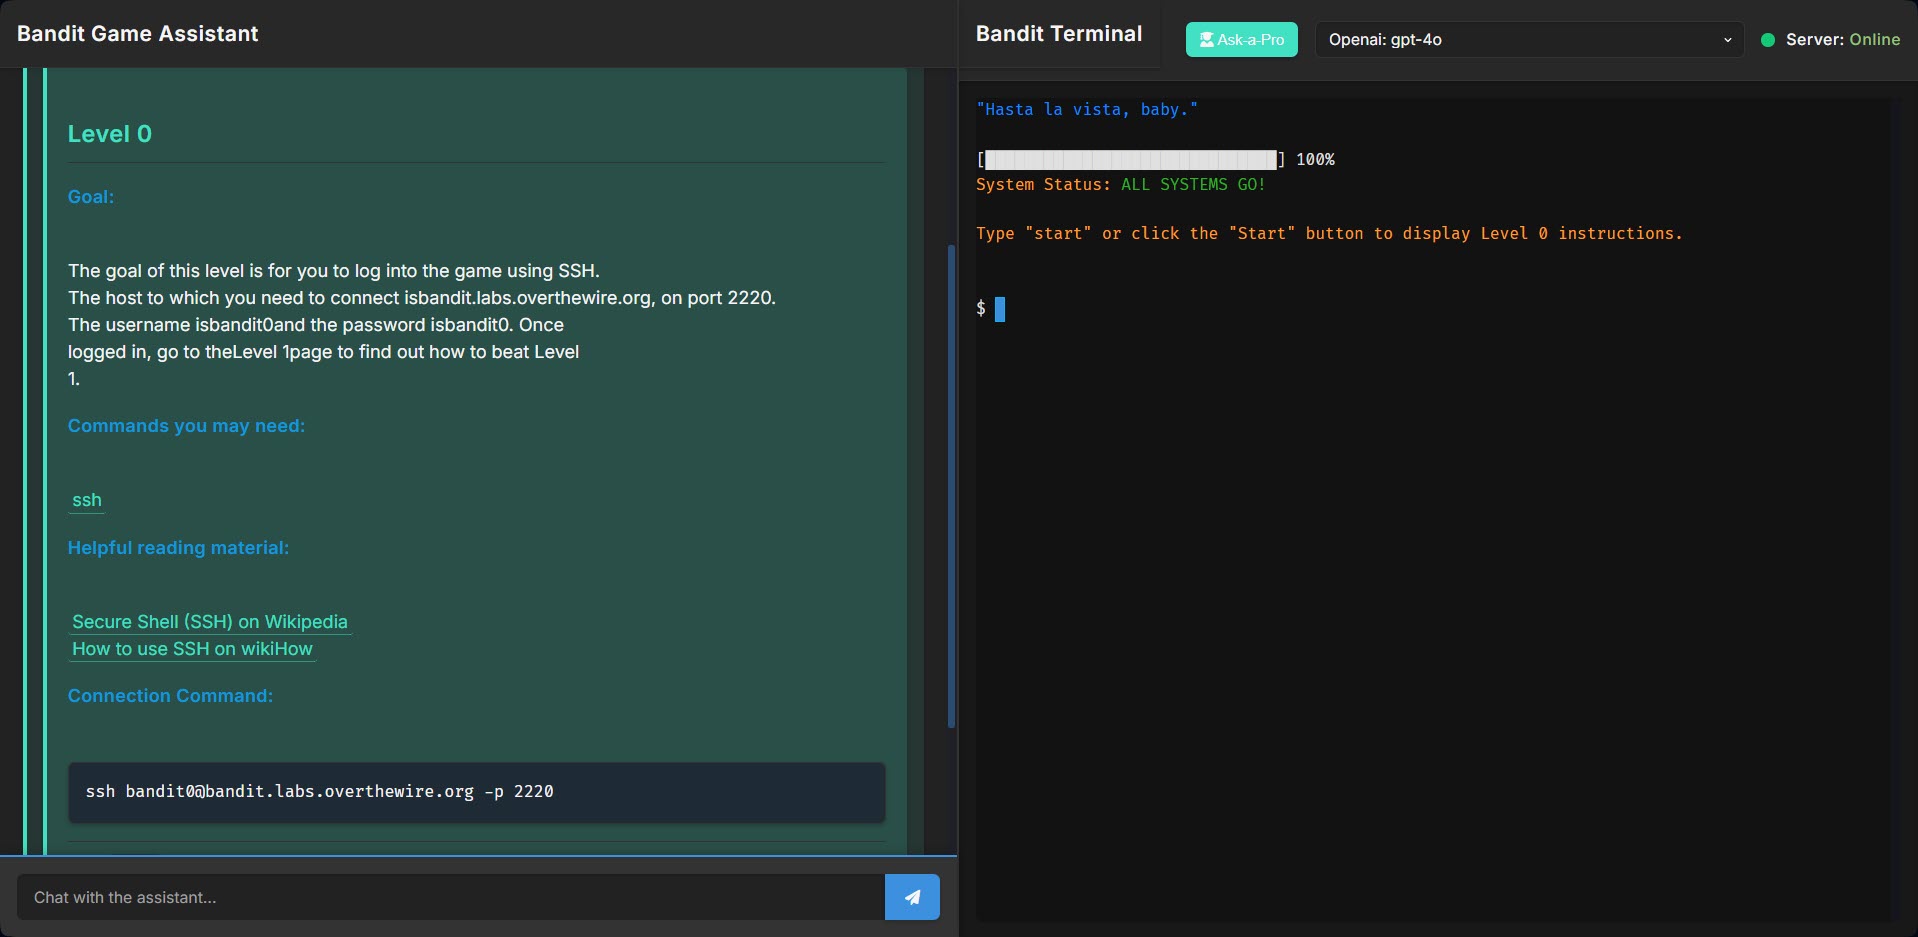 Bandit Game Assistant
Level 0
Goal:
The goal of this level is for you to log into the game using SSH.
The host to which you need to connect isbandit.labs.overthewire.org, on port 2220.
The username isbandit0and the password isbandit0. Once
logged in, go to theLevel 1page to find out how to beat Level
1.
Commands you may need:
ssh
Helpful reading material:
Secure Shell (SSH) on Wikipedia
How to use SSH on wikiHow
Connection Command:
ssh bandit0@bandit.labs.overthewire.org -p 2220
Chat with the assistant...
Bandit Terminal
Ask-a-Pro
Openai: gpt-4o
Server: Online
"Hasta la vista, baby."
[██████████████████████████████] 100%
System Status: ALL SYSTEMS GO!
Type "start" or click the "Start" button to display Level 0 instructions.
$